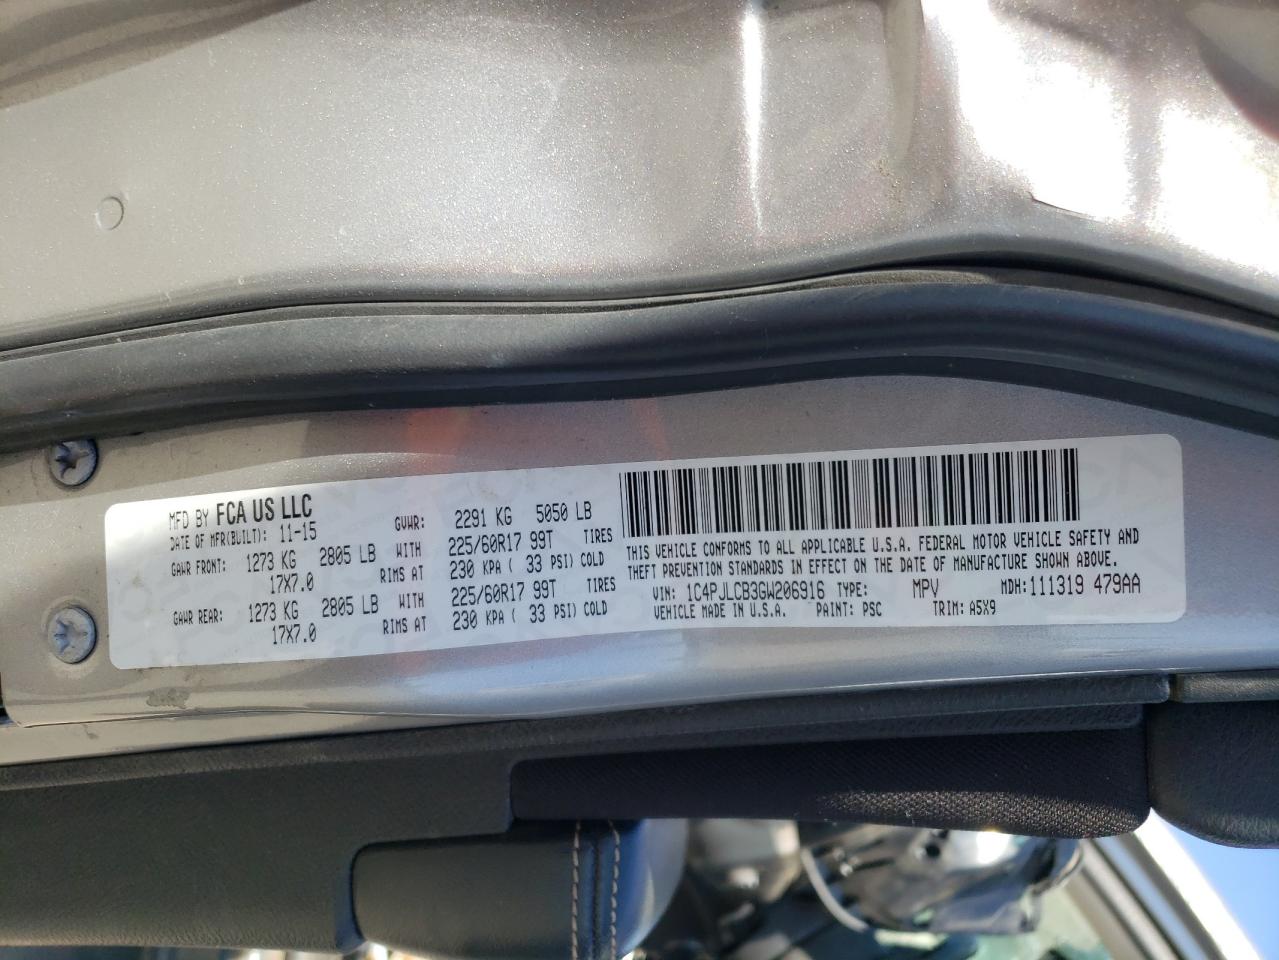 MFD BY FCA US LLC
DATE OF MFR(BUILT): 11-15 GVWR: 2291 KG 5050 LB
GAWR FRONT: 1273 KG 2805 LB WITH 225/60R17 99T TIRES
17X7.0 RIMS AT 230 KPA ( 33 PSI) COLD
GAWR REAR: 1273 KG 2805 LB WITH 225/60R17 99T TIRES
17X7.0 RIMS AT 230 KPA ( 33 PSI) COLD
THIS VEHICLE CONFORMS TO ALL APPLICABLE U.S.A. FEDERAL MOTOR VEHICLE SAFETY AND
THEFT PREVENTION STANDARDS IN EFFECT ON THE DATE OF MANUFACTURE SHOWN ABOVE.
VIN: 1C4PJLCB3GW206916 TYPE: MPV MDH:111319 479AA
VEHICLE MADE IN U.S.A. PAINT: PSC TRIM: A5X9